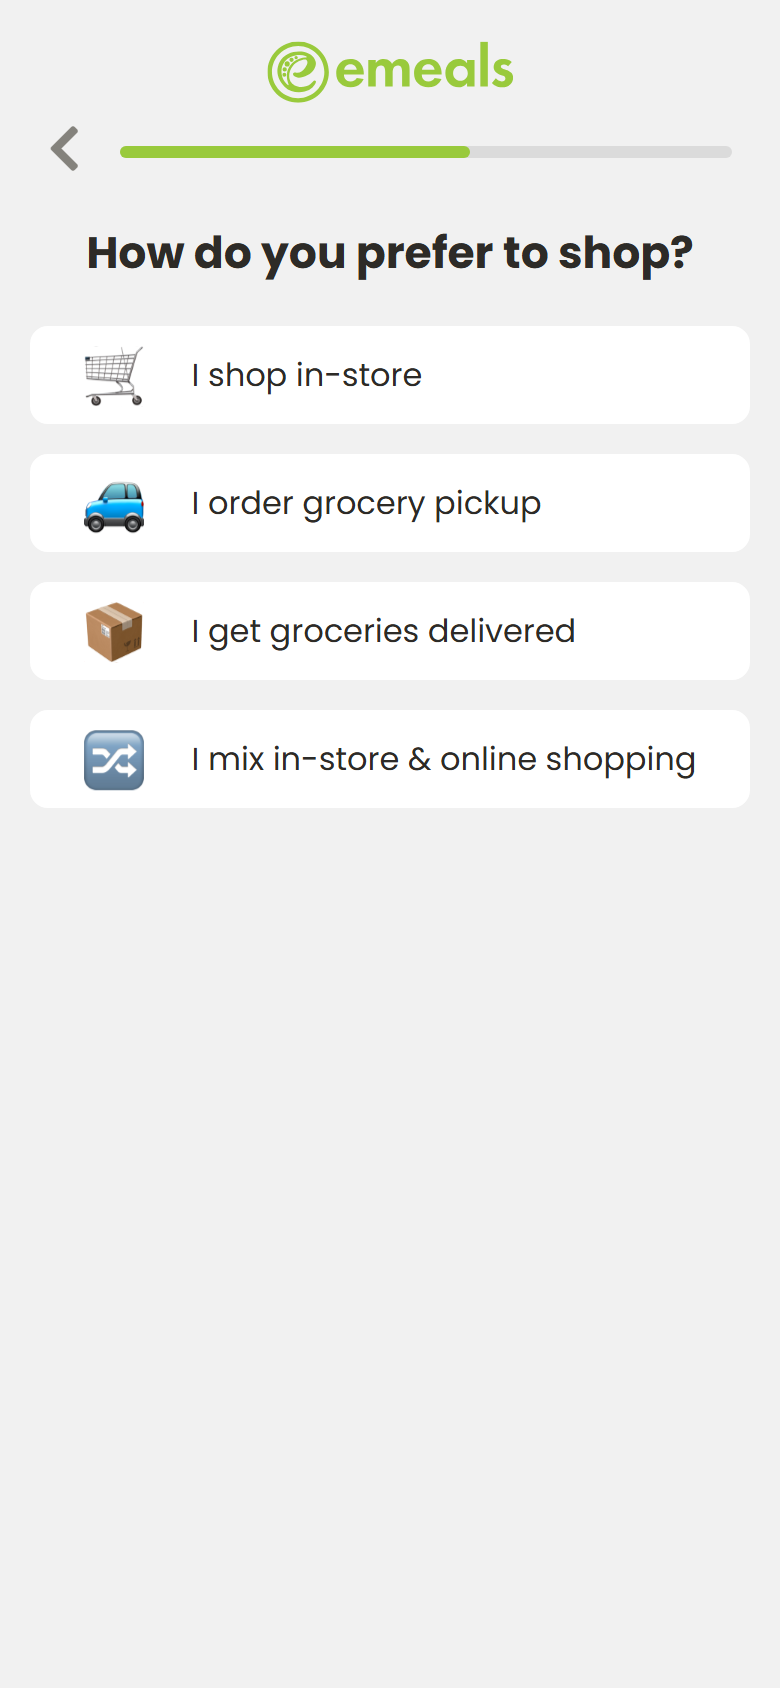 emeals
How do you prefer to shop?
I shop in-store
I order grocery pickup
I get groceries delivered
I mix in-store & online shopping